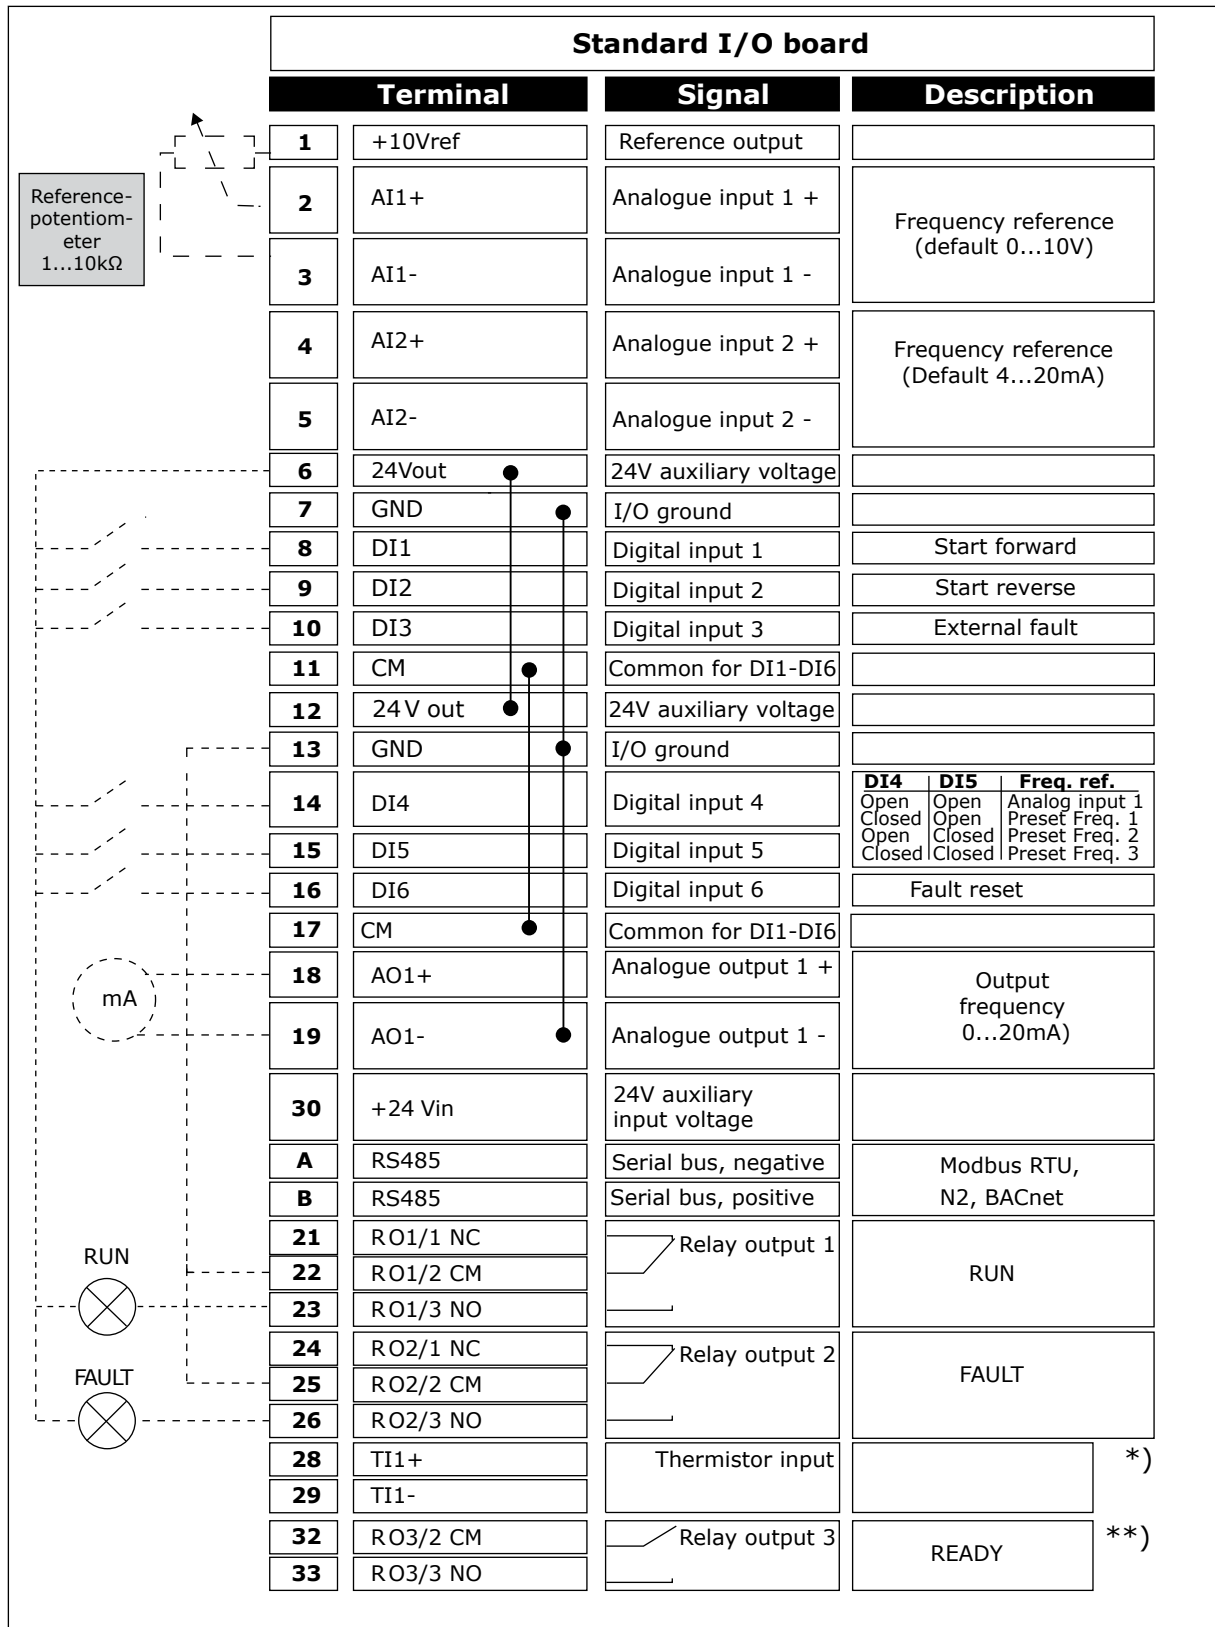 Standard I/O board
Terminal Signal Description
1 +10Vref Reference output
2 AI1+ Analogue input 1 +
Reference-
potentiom-
eter
1...10kΩ
Frequency reference
(default 0...10V)
3 AI1- Analogue input 1 -
4 AI2+ Analogue input 2 +
Frequency reference
(Default 4...20mA)
5 AI2- Analogue input 2 -
6 24Vout 24V auxiliary voltage
7 GND I/O ground
8 DI1 Digital input 1 Start forward
9 DI2 Digital input 2 Start reverse
10 DI3 Digital input 3 External fault
11 CM Common for DI1-DI6
12 24 V out 24V auxiliary voltage
13 GND I/O ground
14 DI4 Digital input 4
DI4 DI5 Freq. ref.
Open Open Analog input 1
Closed Open Preset Freq. 1
Open Closed Preset Freq. 2
Closed Closed Preset Freq. 3
15 DI5 Digital input 5
16 DI6 Digital input 6 Fault reset
17 CM Common for DI1-DI6
18 AO1+ Analogue output 1 +
mA
Output
frequency
0...20mA)
19 AO1- Analogue output 1 -
30 +24 Vin 24V auxiliary
input voltage
A RS485 Serial bus, negative Modbus RTU,
B RS485 Serial bus, positive N2, BACnet
21 RO1/1 NC Relay output 1
RUN
22 RO1/2 CM RUN
23 RO1/3 NO
24 RO2/1 NC Relay output 2
FAULT
25 RO2/2 CM FAULT
26 RO2/3 NO
28 TI1+ Thermistor input *)
29 TI1-
32 RO3/2 CM Relay output 3 READY **)
33 RO3/3 NO